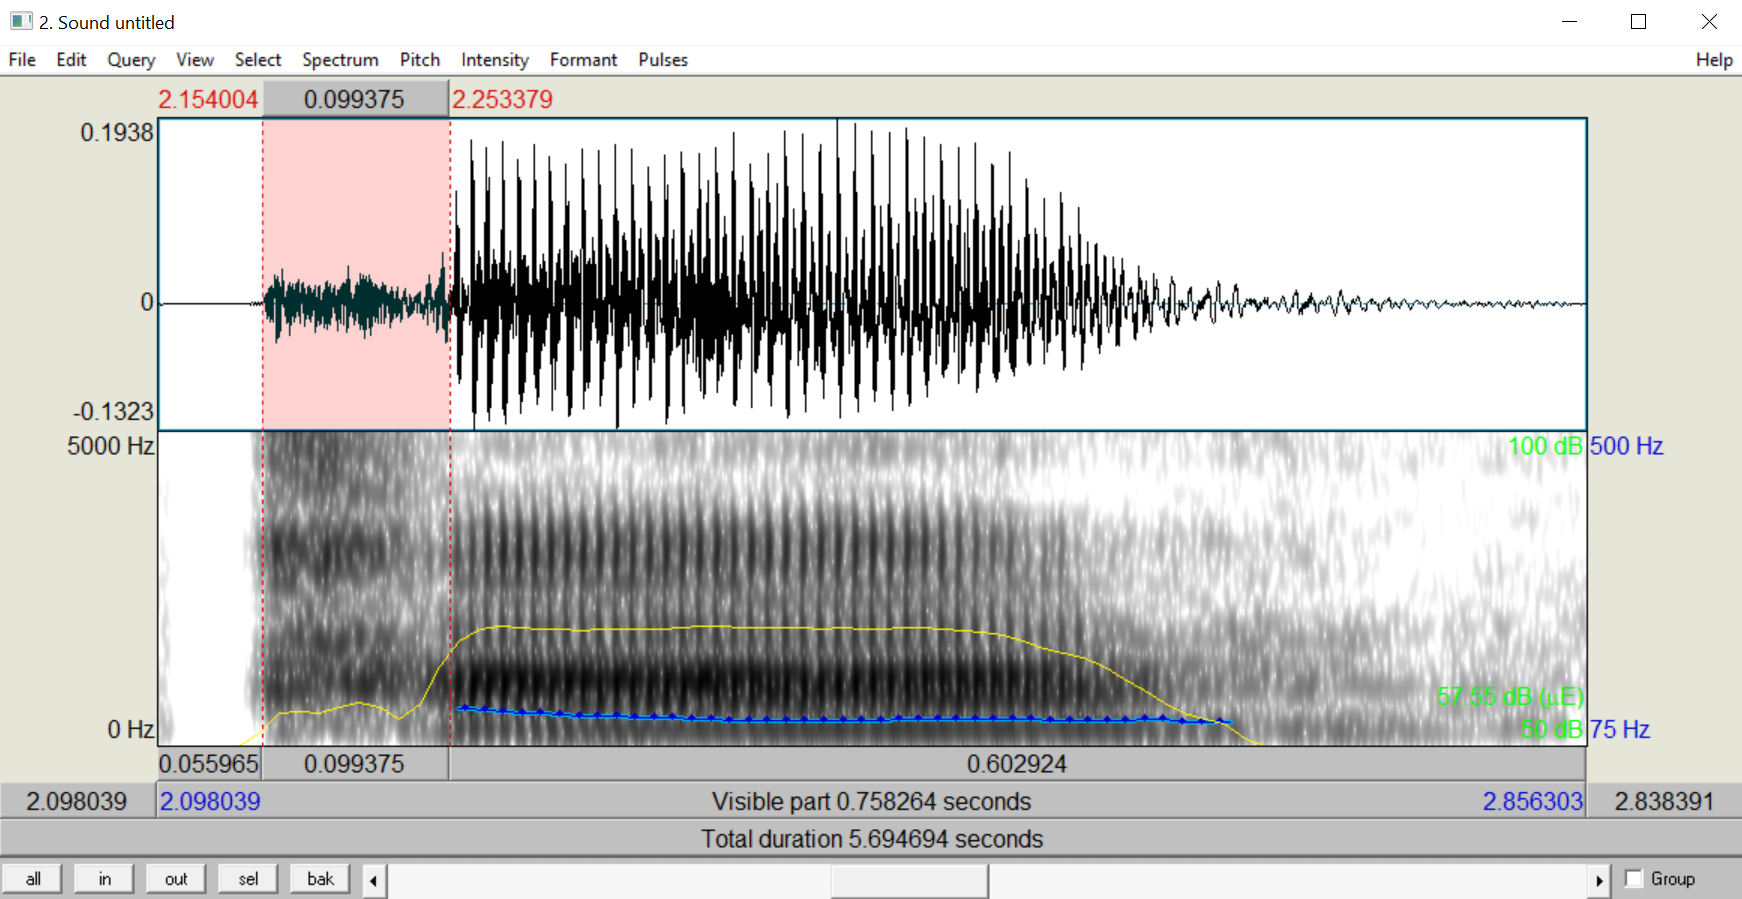 2. Sound untitled
File Edit Query View Select Spectrum Pitch Intensity Formant Pulses Help
2.154004 0.099375 2.253379
0.1938
0
-0.1323
5000 Hz 100 dB 500 Hz
57.55 dB (µE)
0 Hz 50 dB 75 Hz
0.055965 0.099375 0.602924
2.098039 2.098039 Visible part 0.758264 seconds 2.856303 2.838391
Total duration 5.694694 seconds
all in out sel bak Group